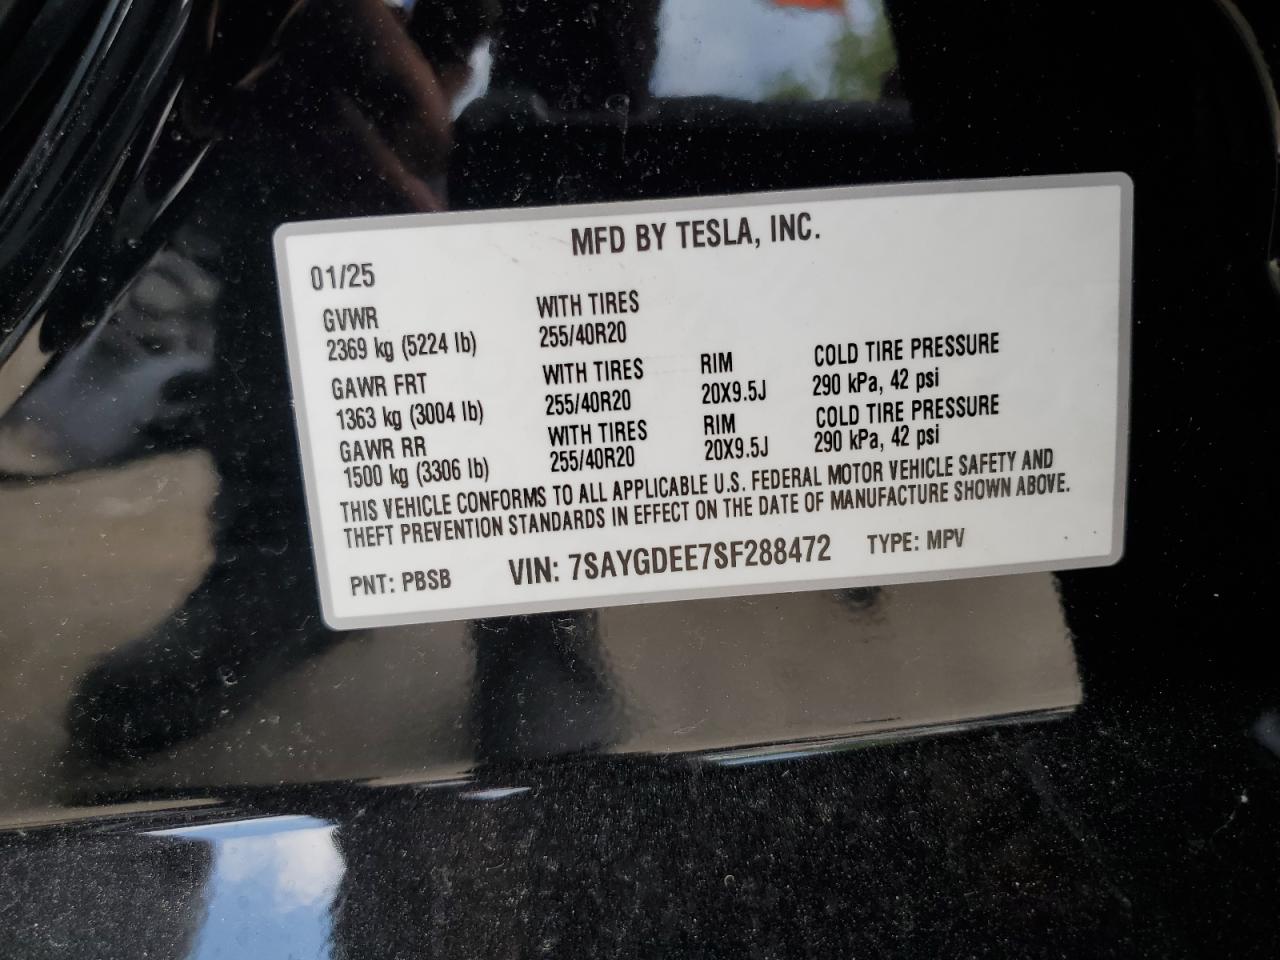 MFD BY TESLA, INC.
01/25
GVWR WITH TIRES
2369 kg (5224 lb) 255/40R20
GAWR FRT WITH TIRES RIM COLD TIRE PRESSURE
1363 kg (3004 lb) 255/40R20 20X9.5J 290 kPa, 42 psi
GAWR RR WITH TIRES RIM COLD TIRE PRESSURE
1500 kg (3306 lb) 255/40R20 20X9.5J 290 kPa, 42 psi
THIS VEHICLE CONFORMS TO ALL APPLICABLE U.S. FEDERAL MOTOR VEHICLE SAFETY AND
THEFT PREVENTION STANDARDS IN EFFECT ON THE DATE OF MANUFACTURE SHOWN ABOVE.
PNT: PBSB VIN: 7SAYGDEE7SF288472 TYPE: MPV